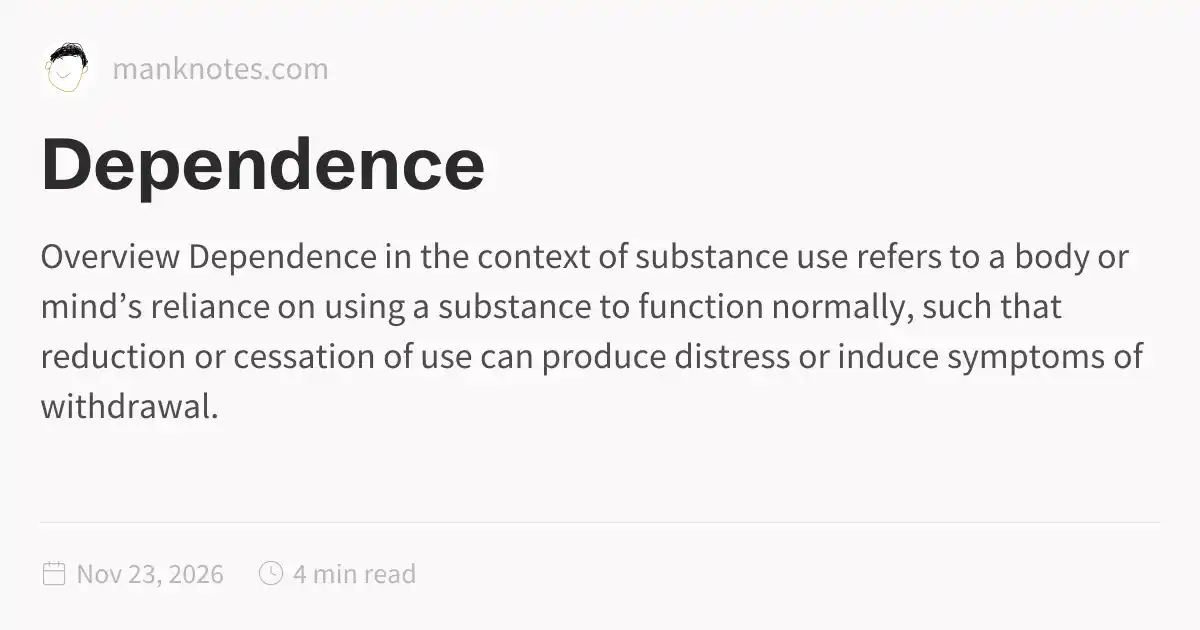 manknotes.com
Dependence
Overview Dependence in the context of substance use refers to a body or
mind’s reliance on using a substance to function normally, such that
reduction or cessation of use can produce distress or induce symptoms of
withdrawal.
Nov 23, 2026 4 min read